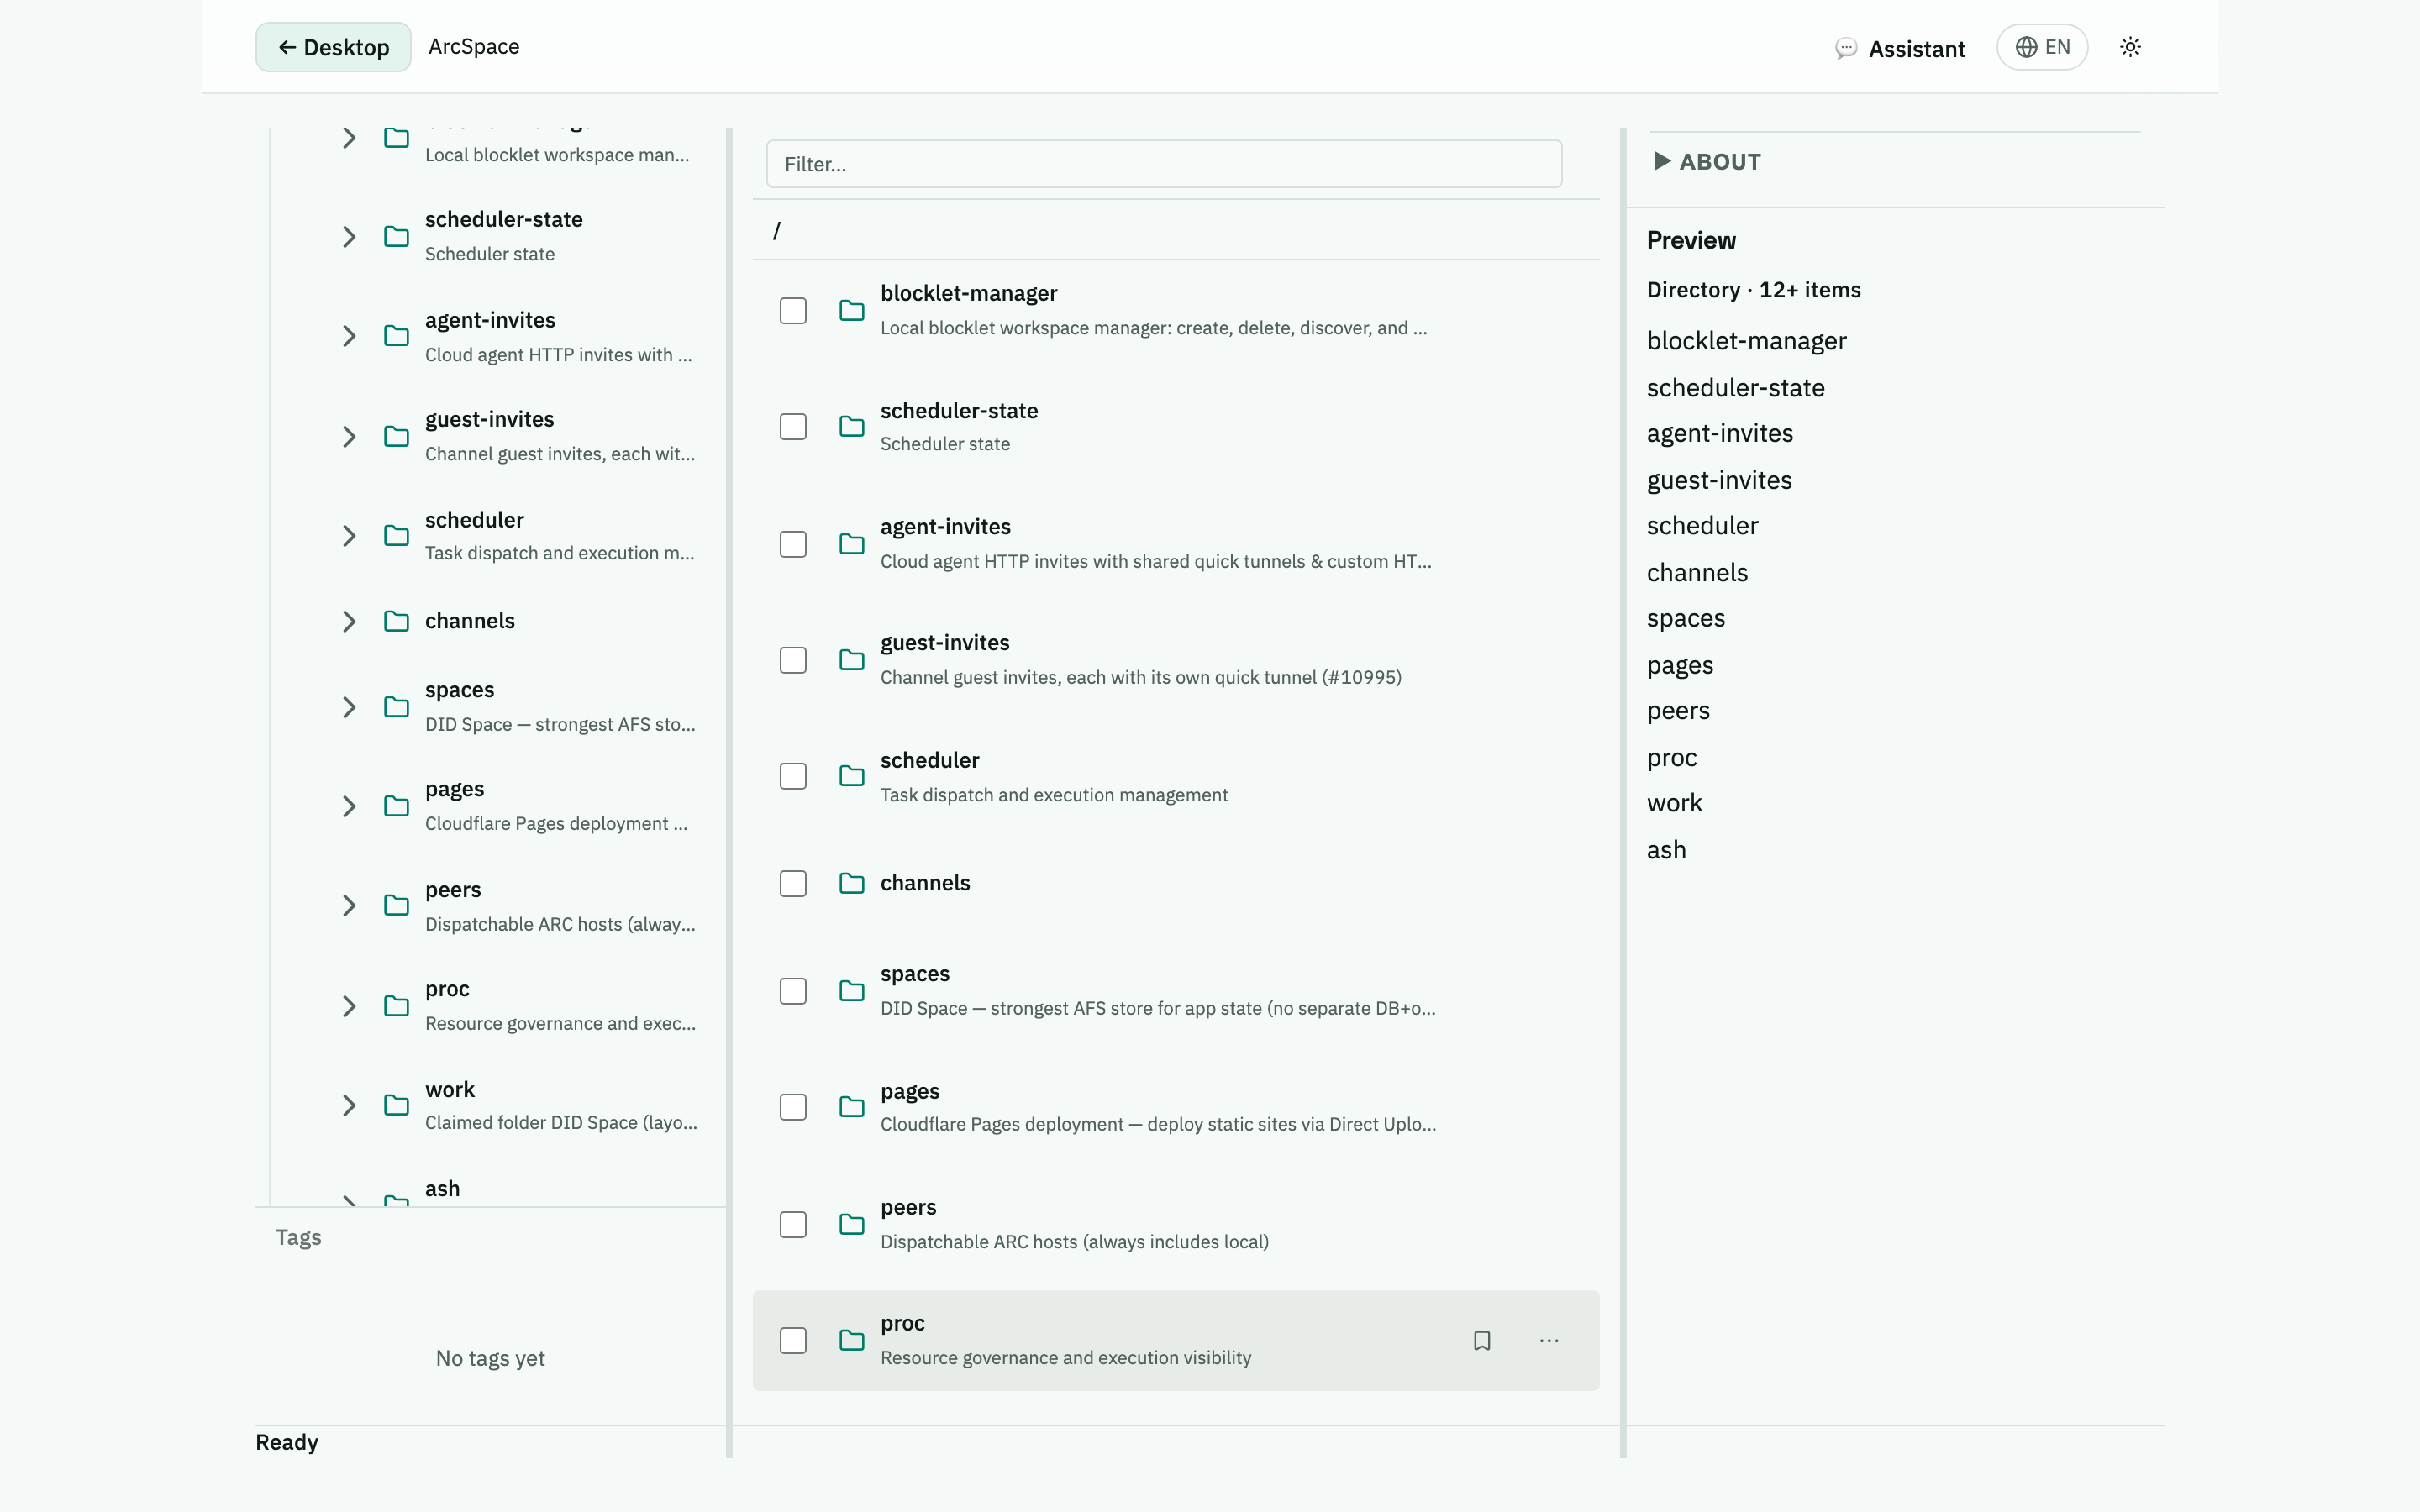 ← Desktop
ArcSpace
💬 Assistant
EN
Local blocklet workspace man...
scheduler-state
Scheduler state
agent-invites
Cloud agent HTTP invites with ...
guest-invites
Channel guest invites, each wit...
scheduler
Task dispatch and execution m...
channels
spaces
DID Space — strongest AFS sto...
pages
Cloudflare Pages deployment ...
peers
Dispatchable ARC hosts (alway...
proc
Resource governance and exec...
work
Claimed folder DID Space (layo...
ash
Tags
No tags yet
Ready
Filter...
/
blocklet-manager
Local blocklet workspace manager: create, delete, discover, and ...
scheduler-state
Scheduler state
agent-invites
Cloud agent HTTP invites with shared quick tunnels & custom HT...
guest-invites
Channel guest invites, each with its own quick tunnel (#10995)
scheduler
Task dispatch and execution management
channels
spaces
DID Space — strongest AFS store for app state (no separate DB+o...
pages
Cloudflare Pages deployment — deploy static sites via Direct Uplo...
peers
Dispatchable ARC hosts (always includes local)
proc
Resource governance and execution visibility
▶ ABOUT
Preview
Directory · 12+ items
blocklet-manager
scheduler-state
agent-invites
guest-invites
scheduler
channels
spaces
pages
peers
proc
work
ash